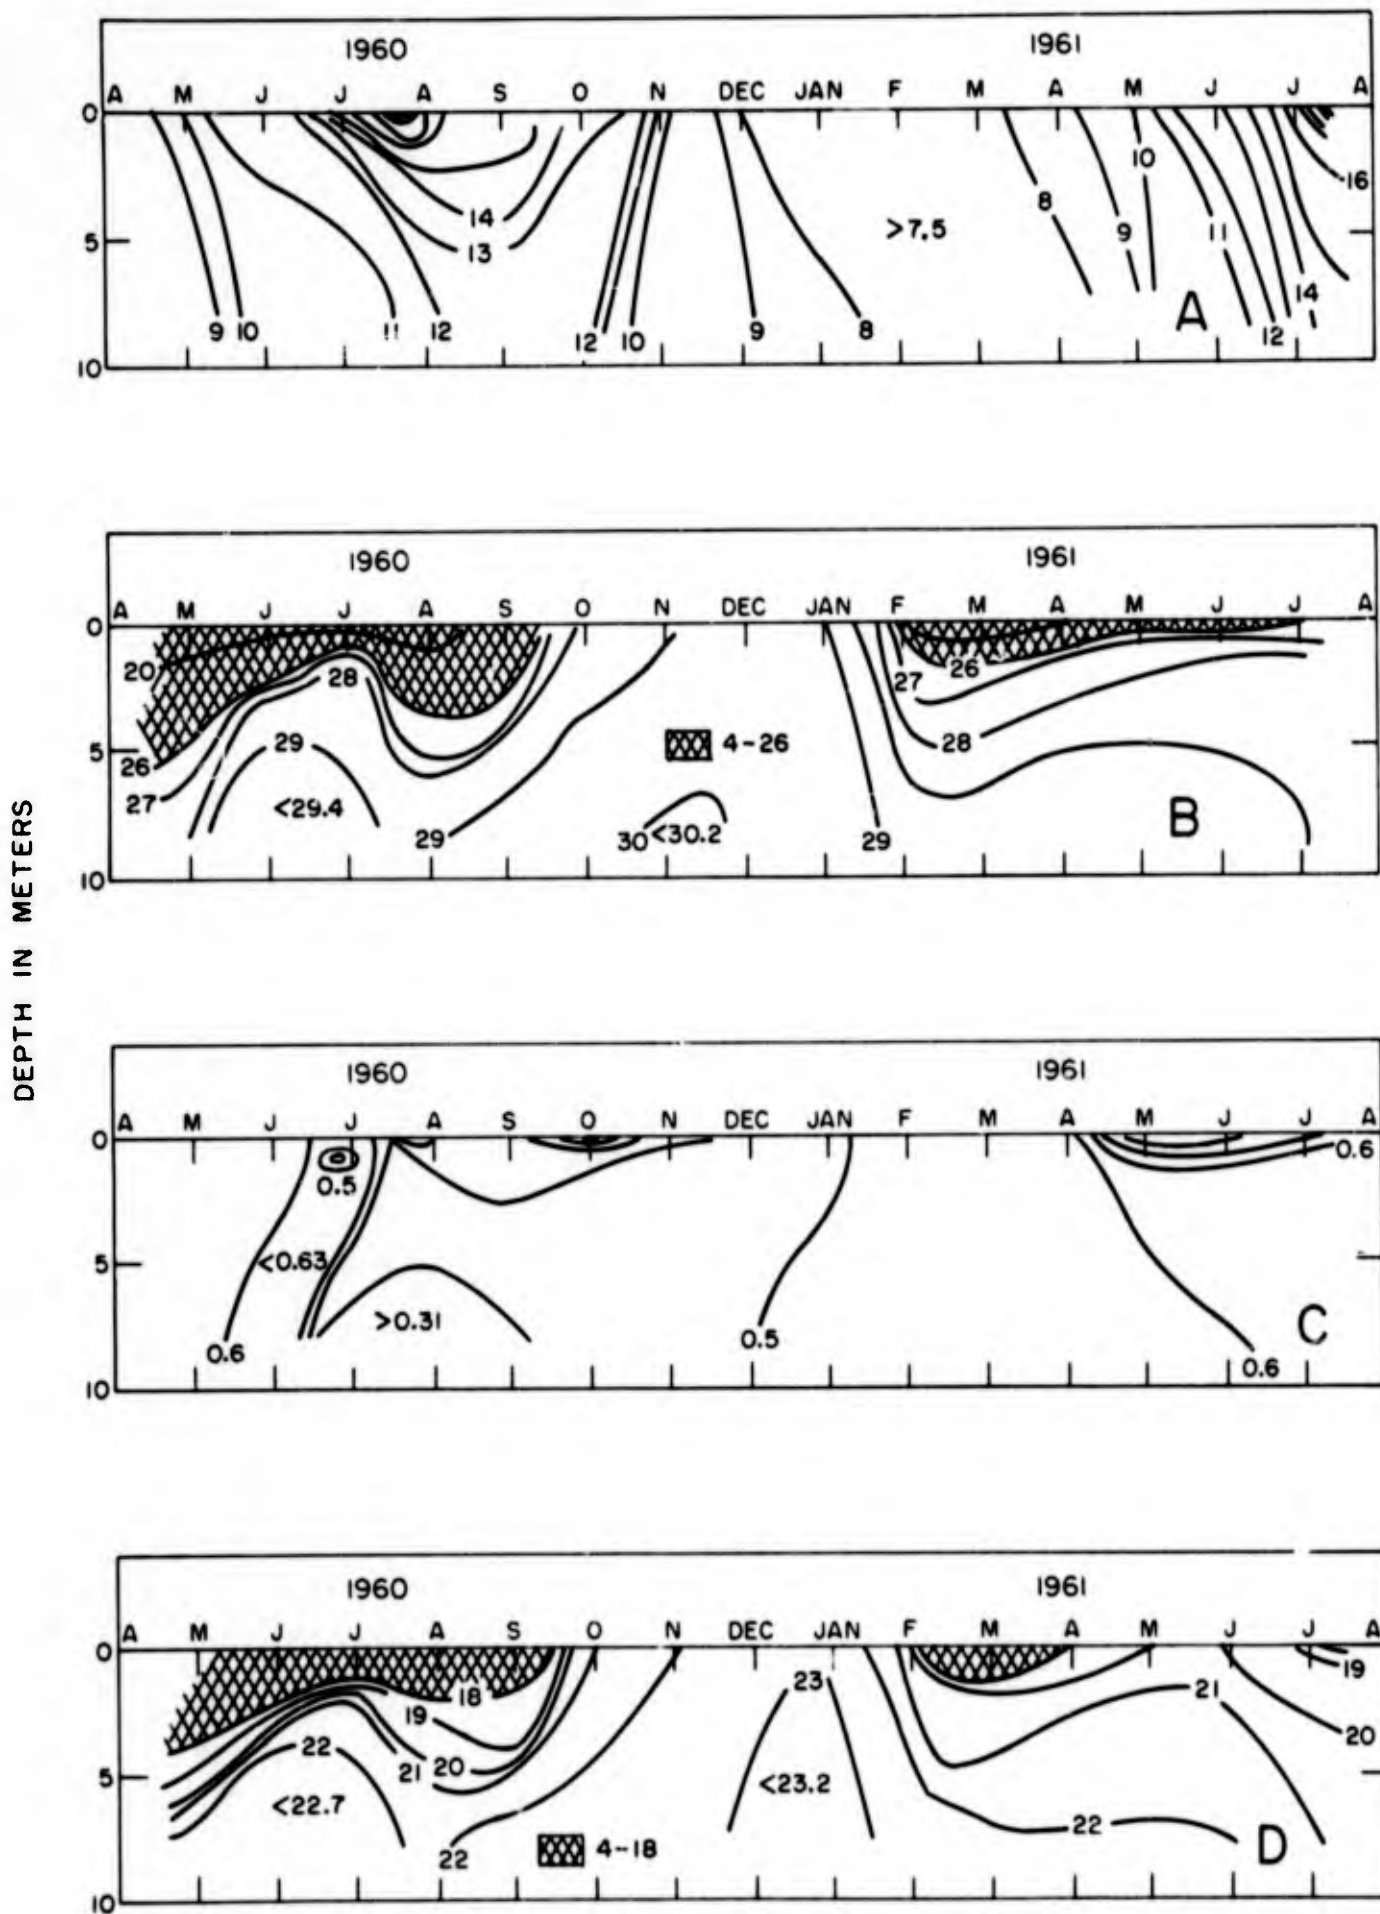 DEPTH IN METERS
1960 1961
A M J J A S O N DEC JAN F M A M J J A
0
10
8 >7.5 16
14
5 13 9 11
14
A
9 10 11 12 12 10 9 8 12
10
1960 1961
A M J J A S O N DEC JAN F M A M J J A
0
20 28 26
27
5 29 4-26 28
26
27 <29.4 B
29 30 <30.2 29
10
1960 1961
A M J J A S O N DEC JAN F M A M J J A
0
0.6
0.5
5 <0.63
>0.31 C
0.6 0.5 0.6
10
1960 1961
A M J J A S O N DEC JAN F M A M J J A
0
19
18 23 21
19
22 20
21 20
5 <22.7 <23.2
22
22 4-18 D
10